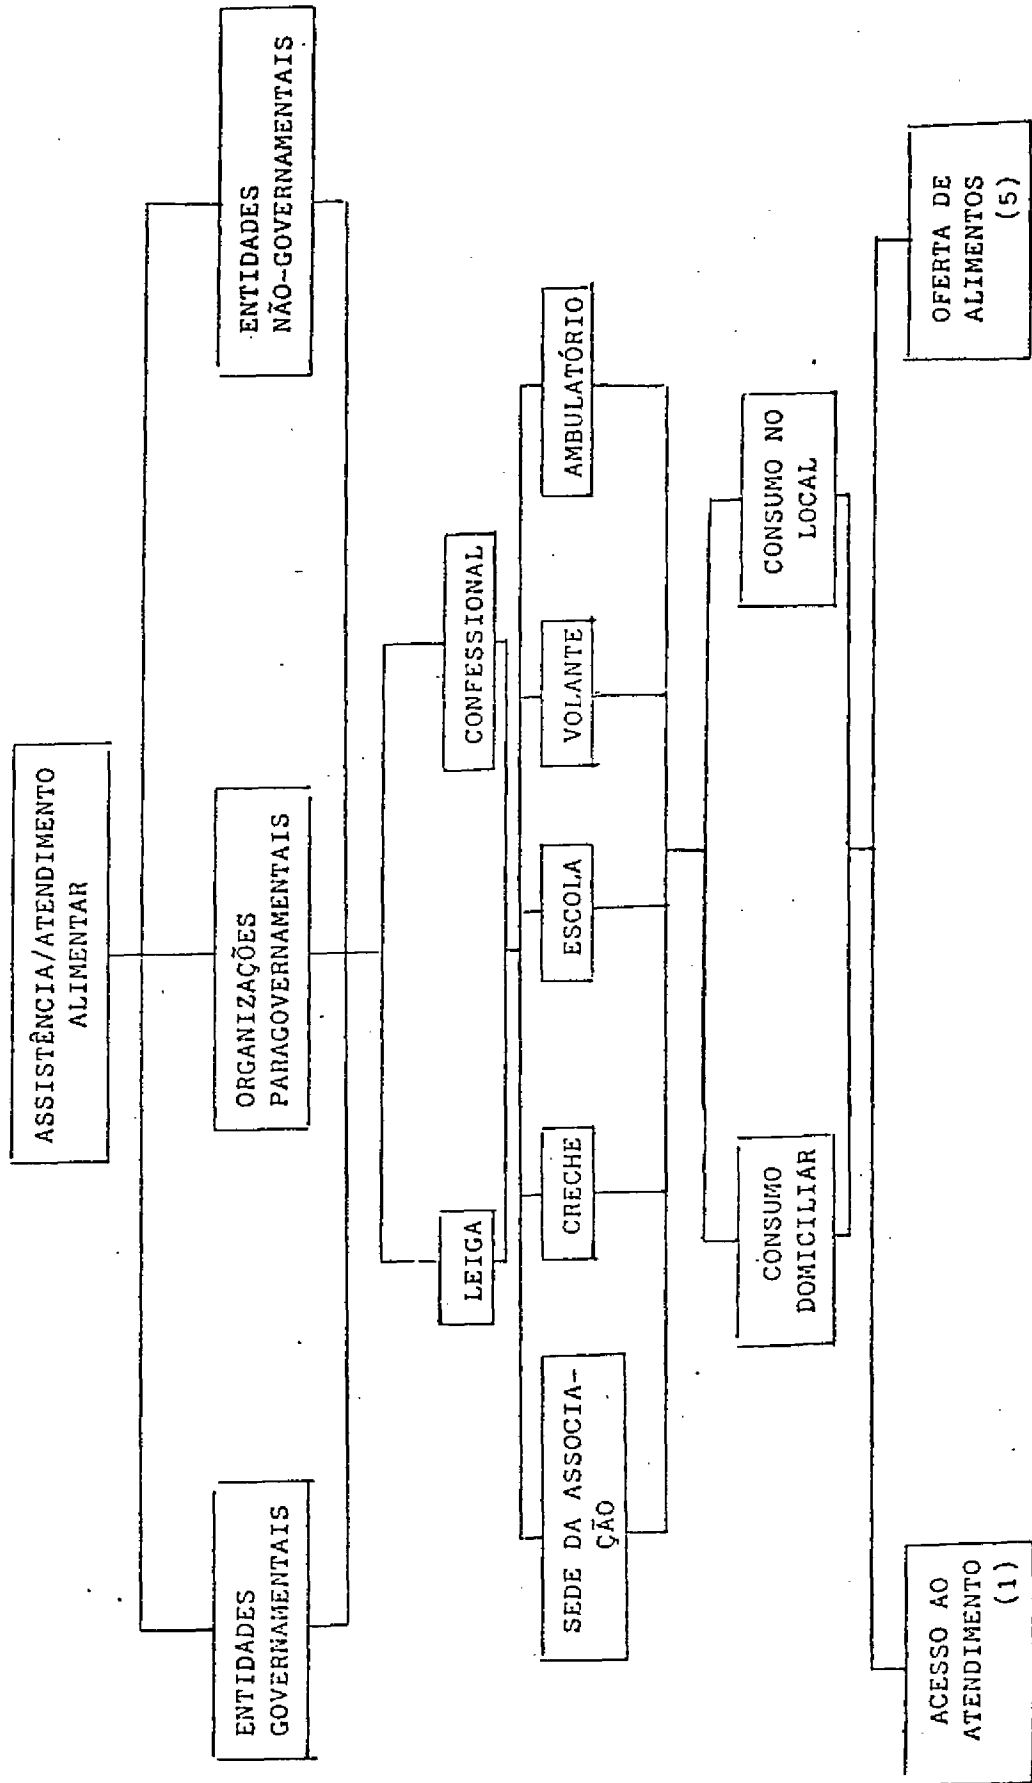 ASSISTÊNCIA/ATENDIMENTO
ALIMENTAR
ENTIDADES
GOVERNAMENTAIS
ORGANIZAÇÕES
PARAGOVERNAMENTAIS
ENTIDADES
NÃO-GOVERNAMENTAIS
LEIGA
CONFESSIONAL
SEDE DA ASSOCIA-
ÇÃO
CRECHE
ESCOLA
VOLANTE
AMBULATÓRIO
CONSUMO
DOMICILIAR
CONSUMO NO
LOCAL
ACESSO AO
ATENDIMENTO
(1)
OFERTA DE
ALIMENTOS
(5)